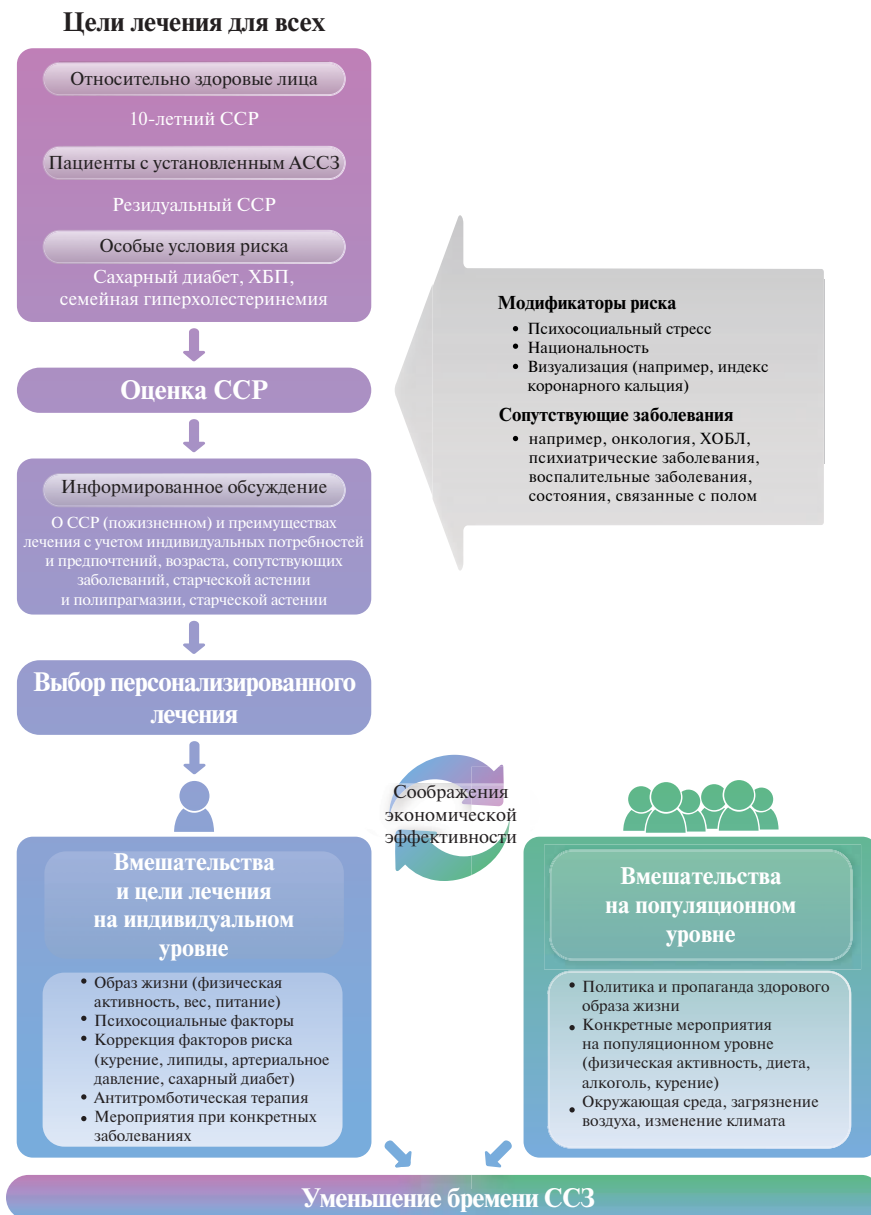 Цели лечения для всех
Относительно здоровые лица
10-летний ССР
Пациенты с установленным АССЗ
Резидуальный ССР
Особые условия риска
Сахарный диабет, ХБП,
семейная гиперхолестеринемия
Модификаторы риска
• Психосоциальный стресс
• Национальность
• Визуализация (например, индекс
коронарного кальция)
Сопутствующие заболевания
• например, онкология, ХОБЛ,
психиатрические заболевания,
воспалительные заболевания,
состояния, связанные с полом
Оценка ССР
Информированное обсуждение
О ССР (пожизненном) и преимуществах
лечения с учетом индивидуальных потребностей
и предпочтений, возраста, сопутствующих
заболеваний, старческой астении
и полипрагмазии, старческой астении
Выбор персонализированного
лечения
Соображения
экономической
эффективности
Вмешательства
и цели лечения
на индивидуальном
уровне
• Образ жизни (физическая
активность, вес, питание)
• Психосоциальные факторы
• Коррекция факторов риска
(курение, липиды, артериальное
давление, сахарный диабет)
• Антитромботическая терапия
• Мероприятия при конкретных
заболеваниях
Вмешательства
на популяционном
уровне
• Политика и пропаганда здорового
образа жизни
• Конкретные мероприятия
на популяционном уровне
(физическая активность, диета,
алкоголь, курение)
• Окружающая среда, загрязнение
воздуха, изменение климата
Уменьшение бремени ССЗ